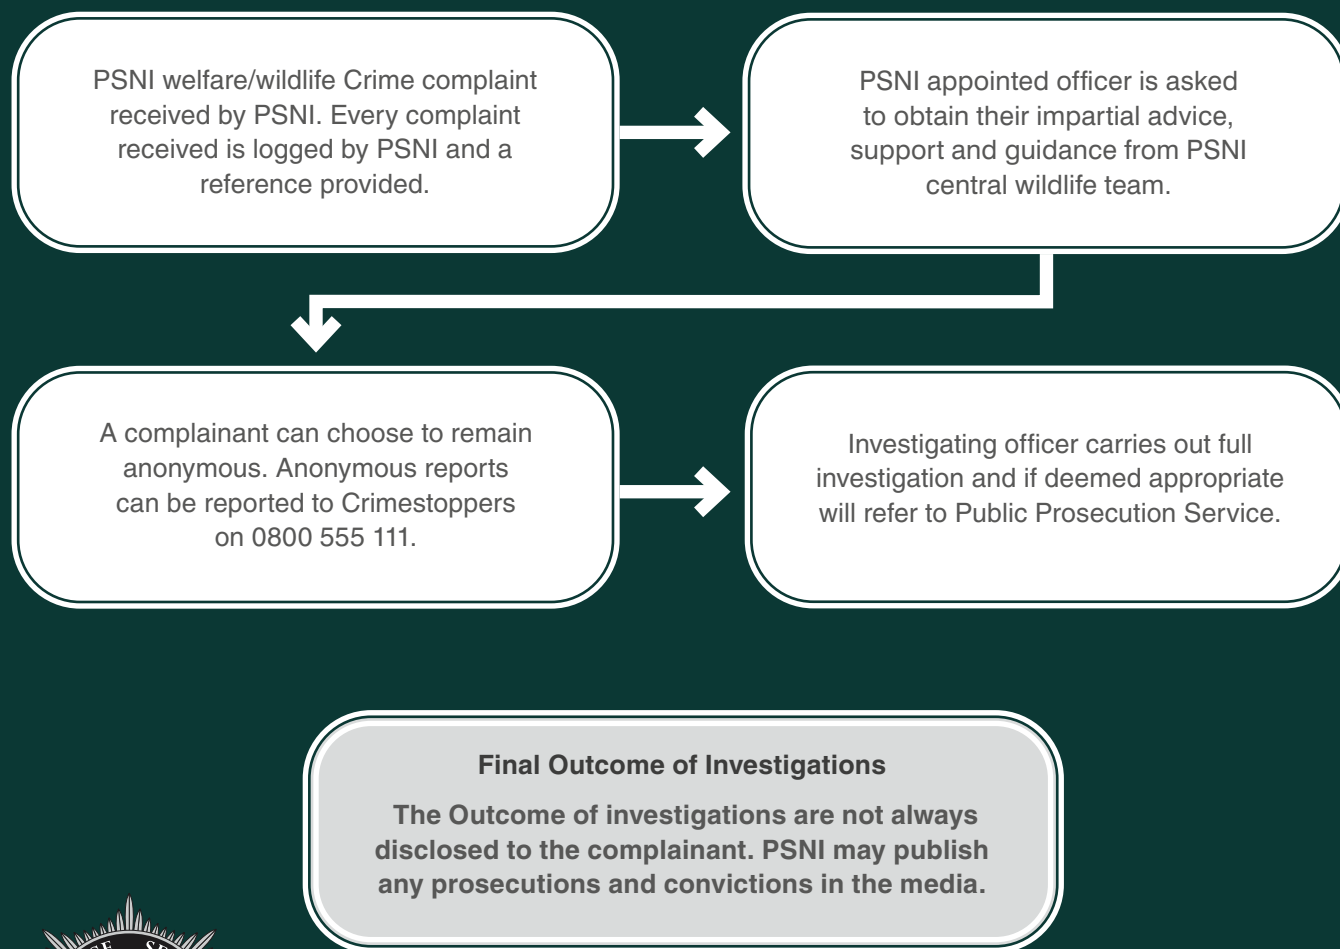 PSNI welfare/wildlife Crime complaint
received by PSNI. Every complaint
received is logged by PSNI and a
reference provided.
PSNI appointed officer is asked
to obtain their impartial advice,
support and guidance from PSNI
central wildlife team.
A complainant can choose to remain
anonymous. Anonymous reports
can be reported to Crimestoppers
on 0800 555 111.
Investigating officer carries out full
investigation and if deemed appropriate
will refer to Public Prosecution Service.
Final Outcome of Investigations
The Outcome of investigations are not always
disclosed to the complainant. PSNI may publish
any prosecutions and convictions in the media.